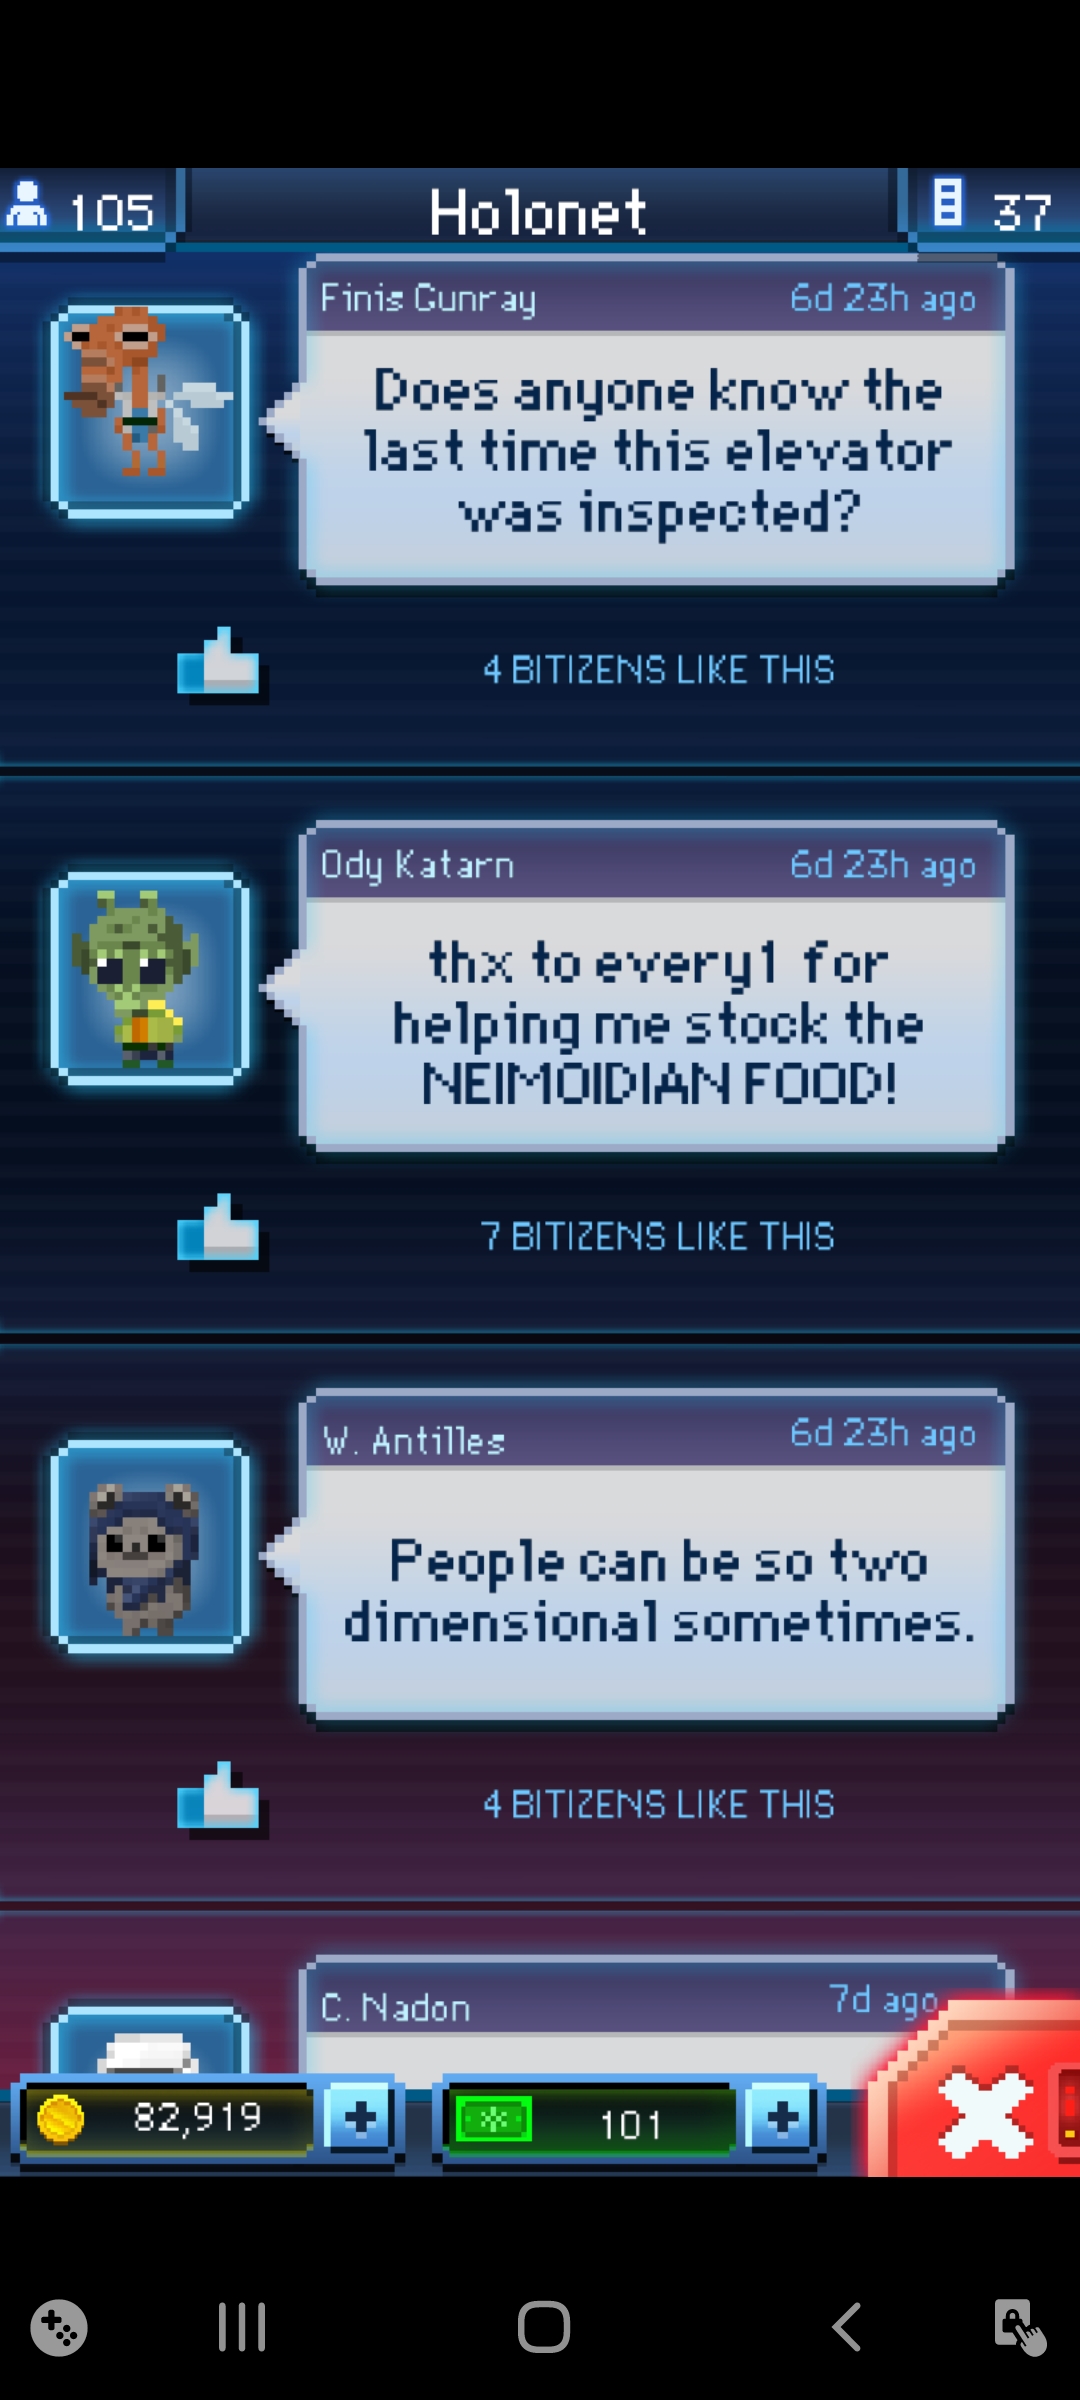 105
Holonet
37
Finis Gunray
6d 23h ago
Does anyone know the
last time this elevator
was inspected?
4 BITIZENS LIKE THIS
Ody Katarn
6d 23h ago
thx to every1 for
helping me stock the
NEIMOIDIAN FOOD!
7 BITIZENS LIKE THIS
W. Antilles
6d 23h ago
People can be so two
dimensional sometimes.
4 BITIZENS LIKE THIS
C. Nadon
7d ago
82,919
101